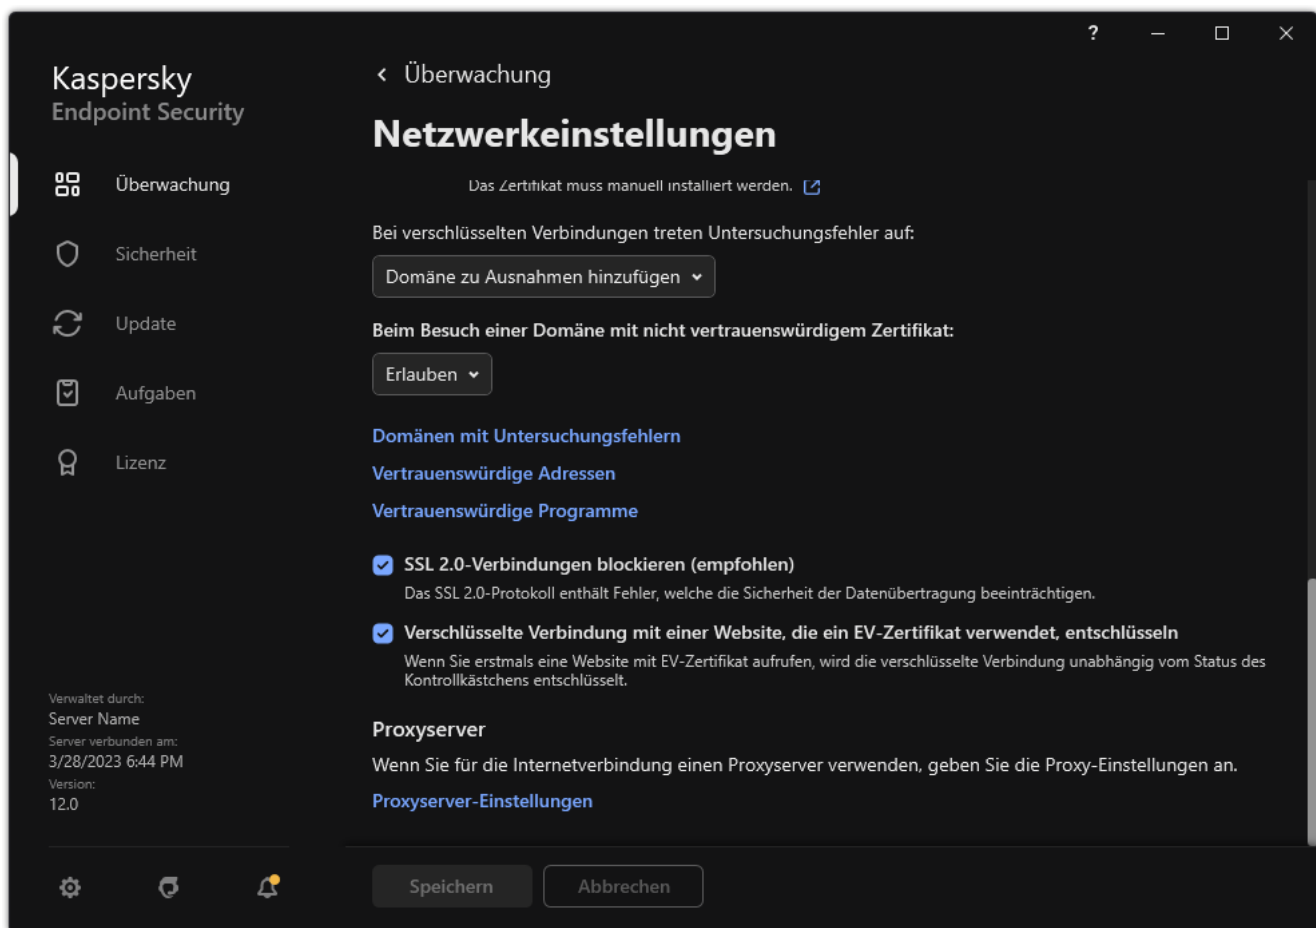 ?
Kaspersky
Endpoint Security
Überwachung
Sicherheit
Update
Aufgaben
Lizenz
Verwaltet durch:
Server Name
Server verbunden am:
3/28/2023 6:44 PM
Version:
12.0
Überwachung
Netzwerkeinstellungen
Das Zertifikat muss manuell installiert werden.
Bei verschlüsselten Verbindungen treten Untersuchungsfehler auf:
Domäne zu Ausnahmen hinzufügen
Beim Besuch einer Domäne mit nicht vertrauenswürdigem Zertifikat:
Erlauben
Domänen mit Untersuchungsfehlern
Vertrauenswürdige Adressen
Vertrauenswürdige Programme
SSL 2.0-Verbindungen blockieren (empfohlen)
Das SSL 2.0-Protokoll enthält Fehler, welche die Sicherheit der Datenübertragung beeinträchtigen.
Verschlüsselte Verbindung mit einer Website, die ein EV-Zertifikat verwendet, entschlüsseln
Wenn Sie erstmals eine Website mit EV-Zertifikat aufrufen, wird die verschlüsselte Verbindung unabhängig vom Status des
Kontrollkästchens entschlüsselt.
Proxyserver
Wenn Sie für die Internetverbindung einen Proxyserver verwenden, geben Sie die Proxy-Einstellungen an.
Proxyserver-Einstellungen
Speichern
Abbrechen